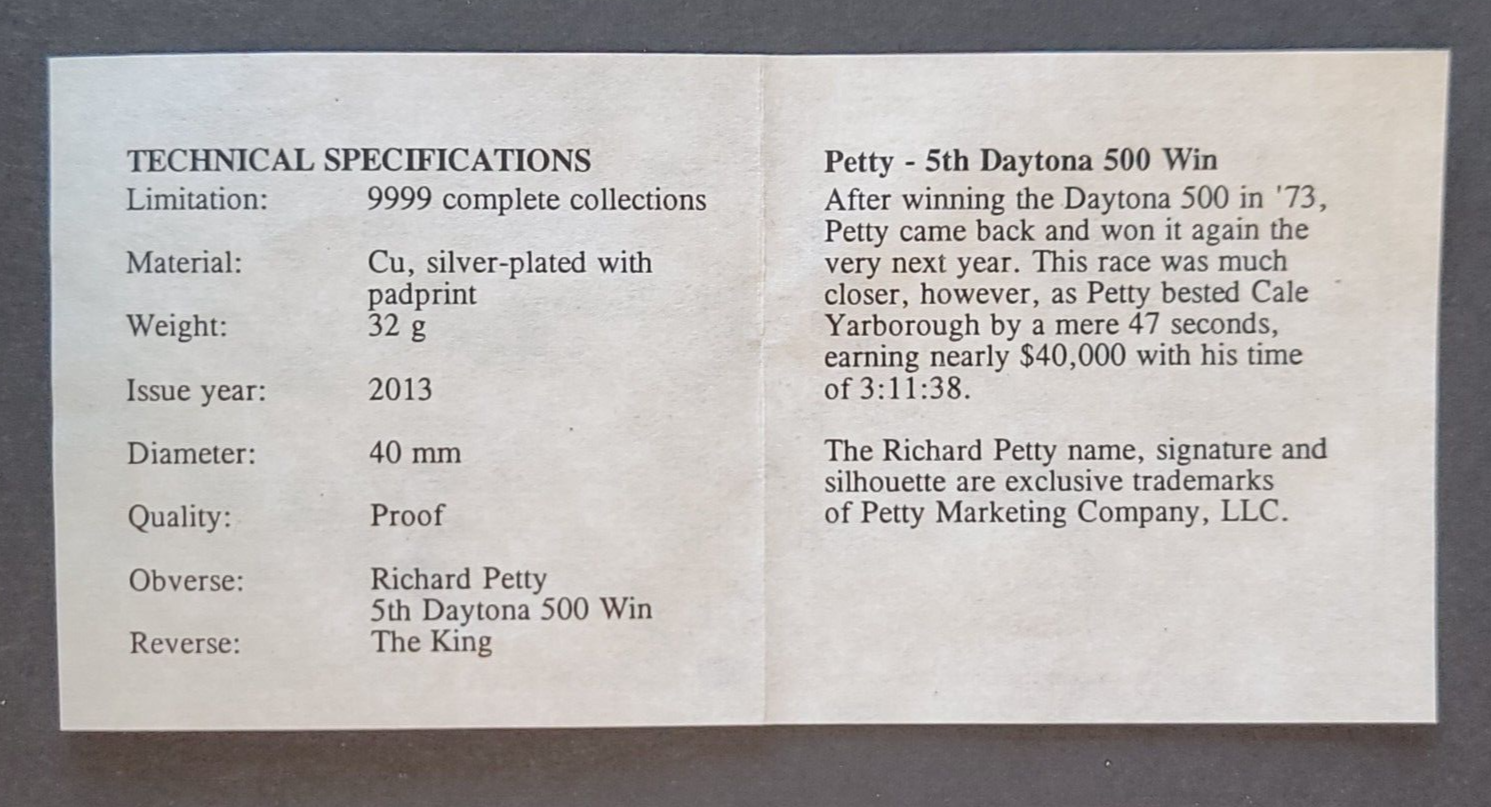 TECHNICAL SPECIFICATIONS
Limitation: 9999 complete collections
Material: Cu, silver-plated with
padprint
Weight: 32 g
Issue year: 2013
Diameter: 40 mm
Quality: Proof
Obverse: Richard Petty
5th Daytona 500 Win
Reverse: The King
Petty - 5th Daytona 500 Win
After winning the Daytona 500 in '73,
Petty came back and won it again the
very next year. This race was much
closer, however, as Petty bested Cale
Yarborough by a mere 47 seconds,
earning nearly $40,000 with his time
of 3:11:38.
The Richard Petty name, signature and
silhouette are exclusive trademarks
of Petty Marketing Company, LLC.